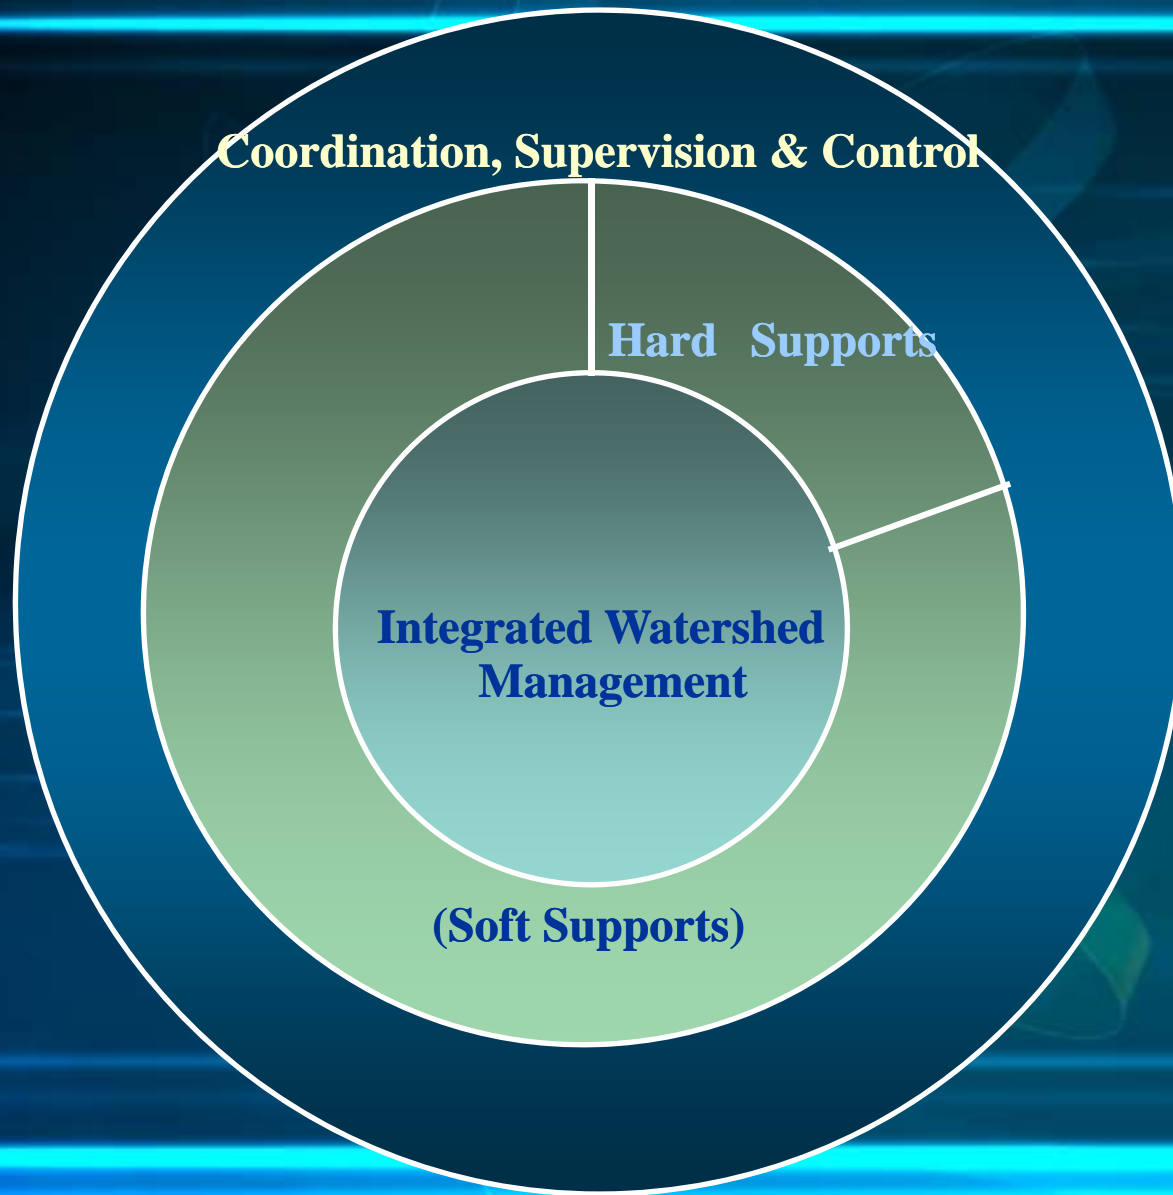 Coordination, Supervision & Control
Hard Supports
Integrated Watershed
Management
(Soft Supports)